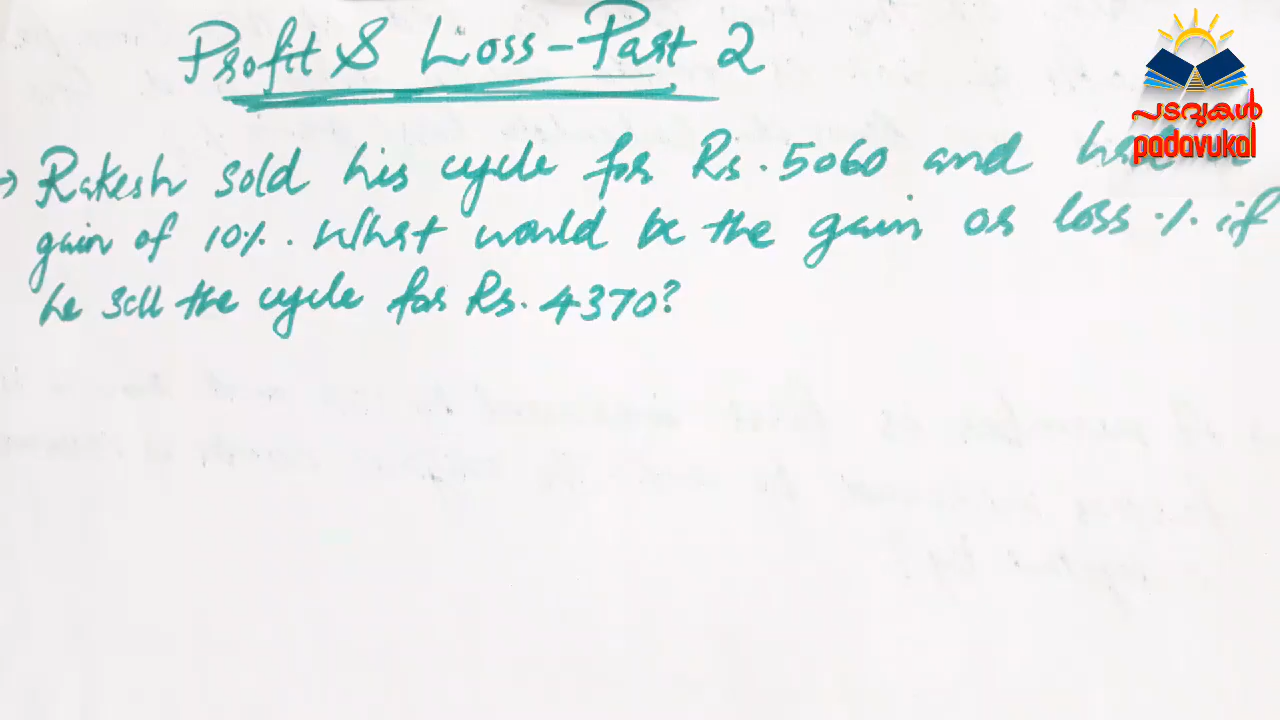 Profit & Loss - Part 2
പടവുകൾ
padavukal
→ Rakesh sold his cycle for Rs. 5060 and
gain of 10%. What would be the gain or loss % if
he sell the cycle for Rs. 4370?